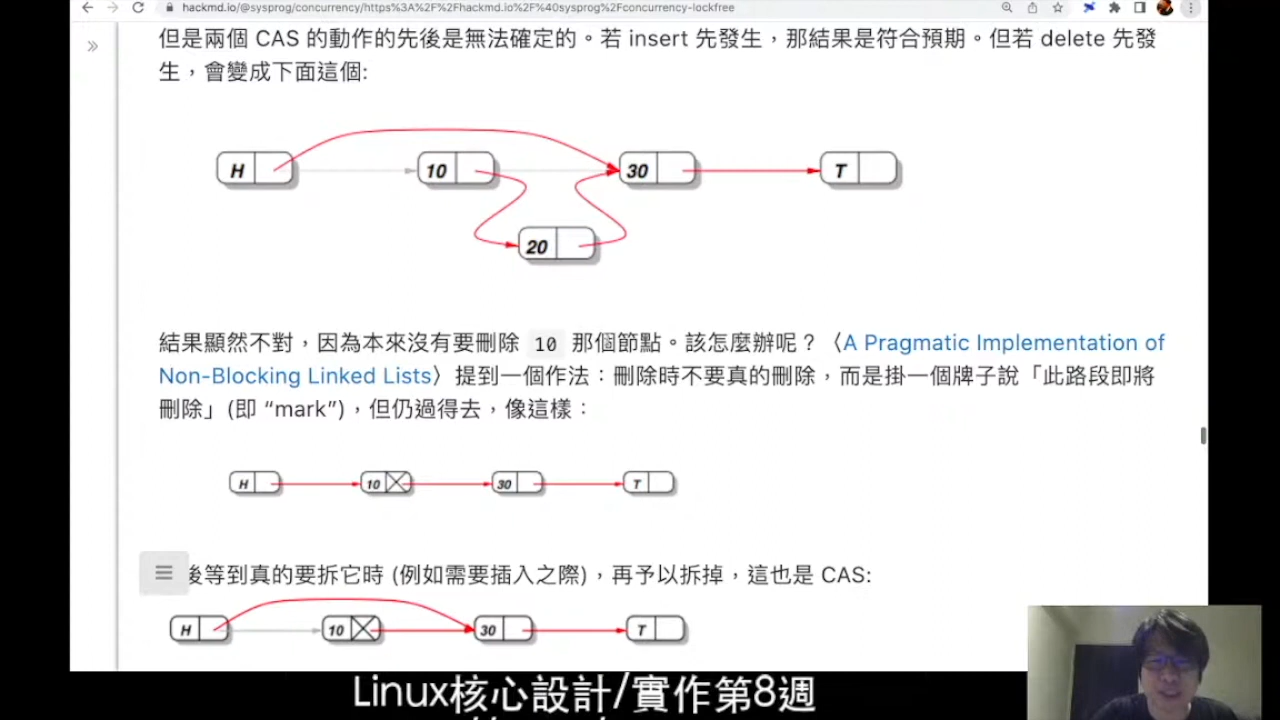 hackmd.io/@sysprog/concurrency/https%3A%2F%2Fhackmd.io%2F%40sysprog%2Fconcurrency-lockfree
但是兩個 CAS 的動作的先後是無法確定的。若 insert 先發生，那結果是符合預期。但若 delete 先發
生，會變成下面這個:
H 10 30 T
20
結果顯然不對，因為本來沒有要刪除 10 那個節點。該怎麼辦呢？〈A Pragmatic Implementation of
Non-Blocking Linked Lists〉提到一個作法：刪除時不要真的刪除，而是掛一個牌子說「此路段即將
刪除」(即 “mark”)，但仍過得去，像這樣：
H 10 30 T
後等到真的要拆它時 (例如需要插入之際)，再予以拆掉，這也是 CAS:
H 10 30 T
Linux核心設計/實作第8週